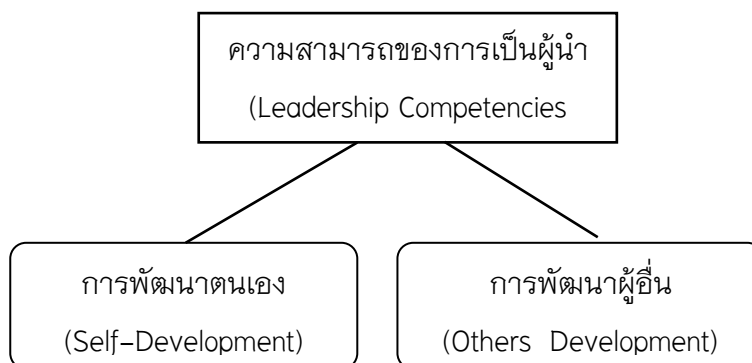 ความสามารถของการเป็นผู้นำ
(Leadership Competencies
การพัฒนาตนเอง
(Self-Development)
การพัฒนาผู้อื่น
(Others Development)